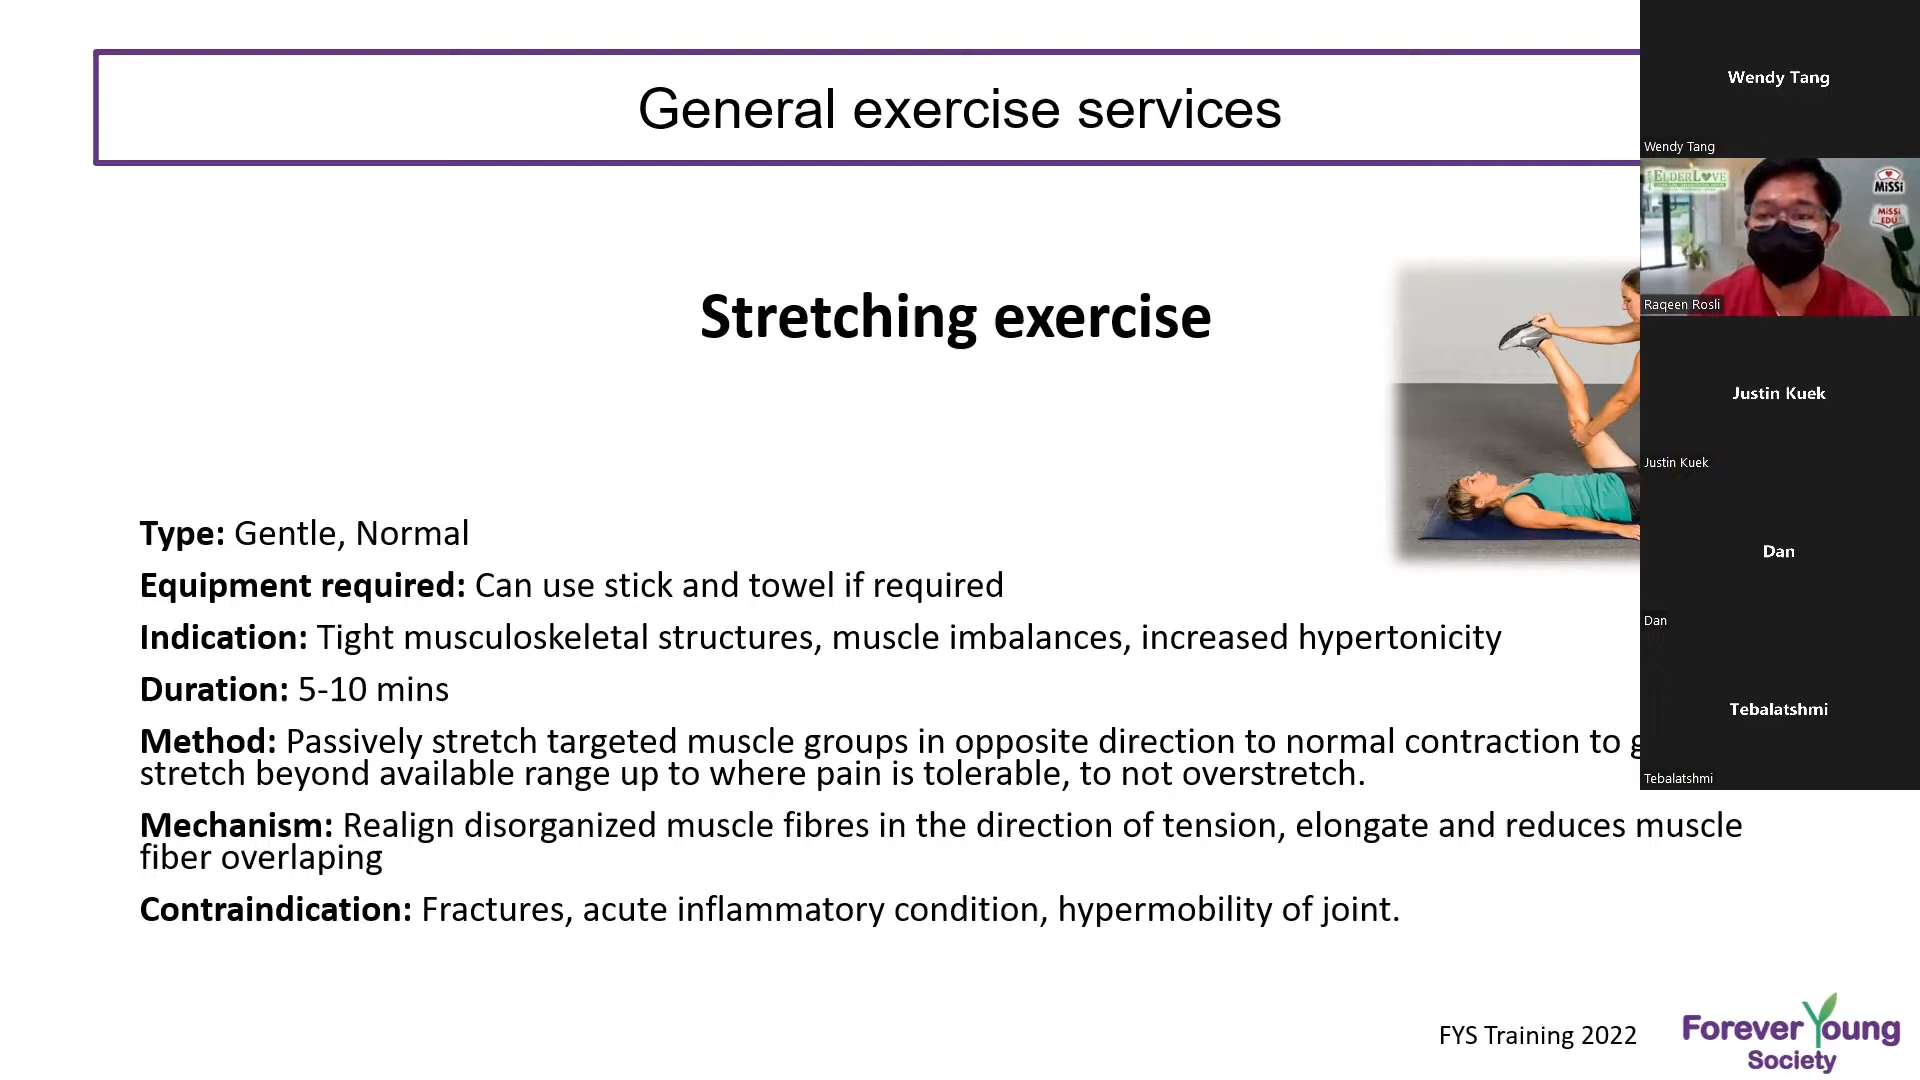 General exercise services
Stretching exercise
Type: Gentle, Normal
Equipment required: Can use stick and towel if required
Indication: Tight musculoskeletal structures, muscle imbalances, increased hypertonicity
Duration: 5-10 mins
Method: Passively stretch targeted muscle groups in opposite direction to normal contraction to
stretch beyond available range up to where pain is tolerable, to not overstretch.
Mechanism: Realign disorganized muscle fibres in the direction of tension, elongate and reduces muscle
fiber overlaping
Contraindication: Fractures, acute inflammatory condition, hypermobility of joint.
FYS Training 2022
Forever Young
Society
Wendy Tang
Wendy Tang
ELDERLOVE
MiSSi
MiSSi
EDU
Raqeen Rosli
Justin Kuek
Justin Kuek
Dan
Dan
Tebalatshmi
Tebalatshmi